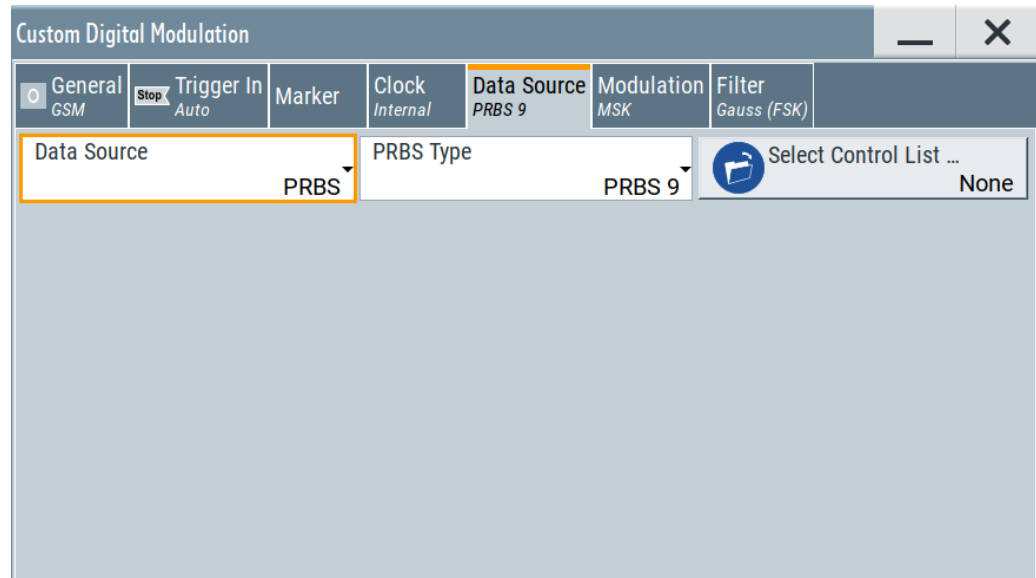 Custom Digital Modulation
O General
GSM
Stop Trigger In
Auto
Marker
Clock
Internal
Data Source
PRBS 9
Modulation
MSK
Filter
Gauss (FSK)
Data Source
PRBS
PRBS Type
PRBS 9
Select Control List ...
None